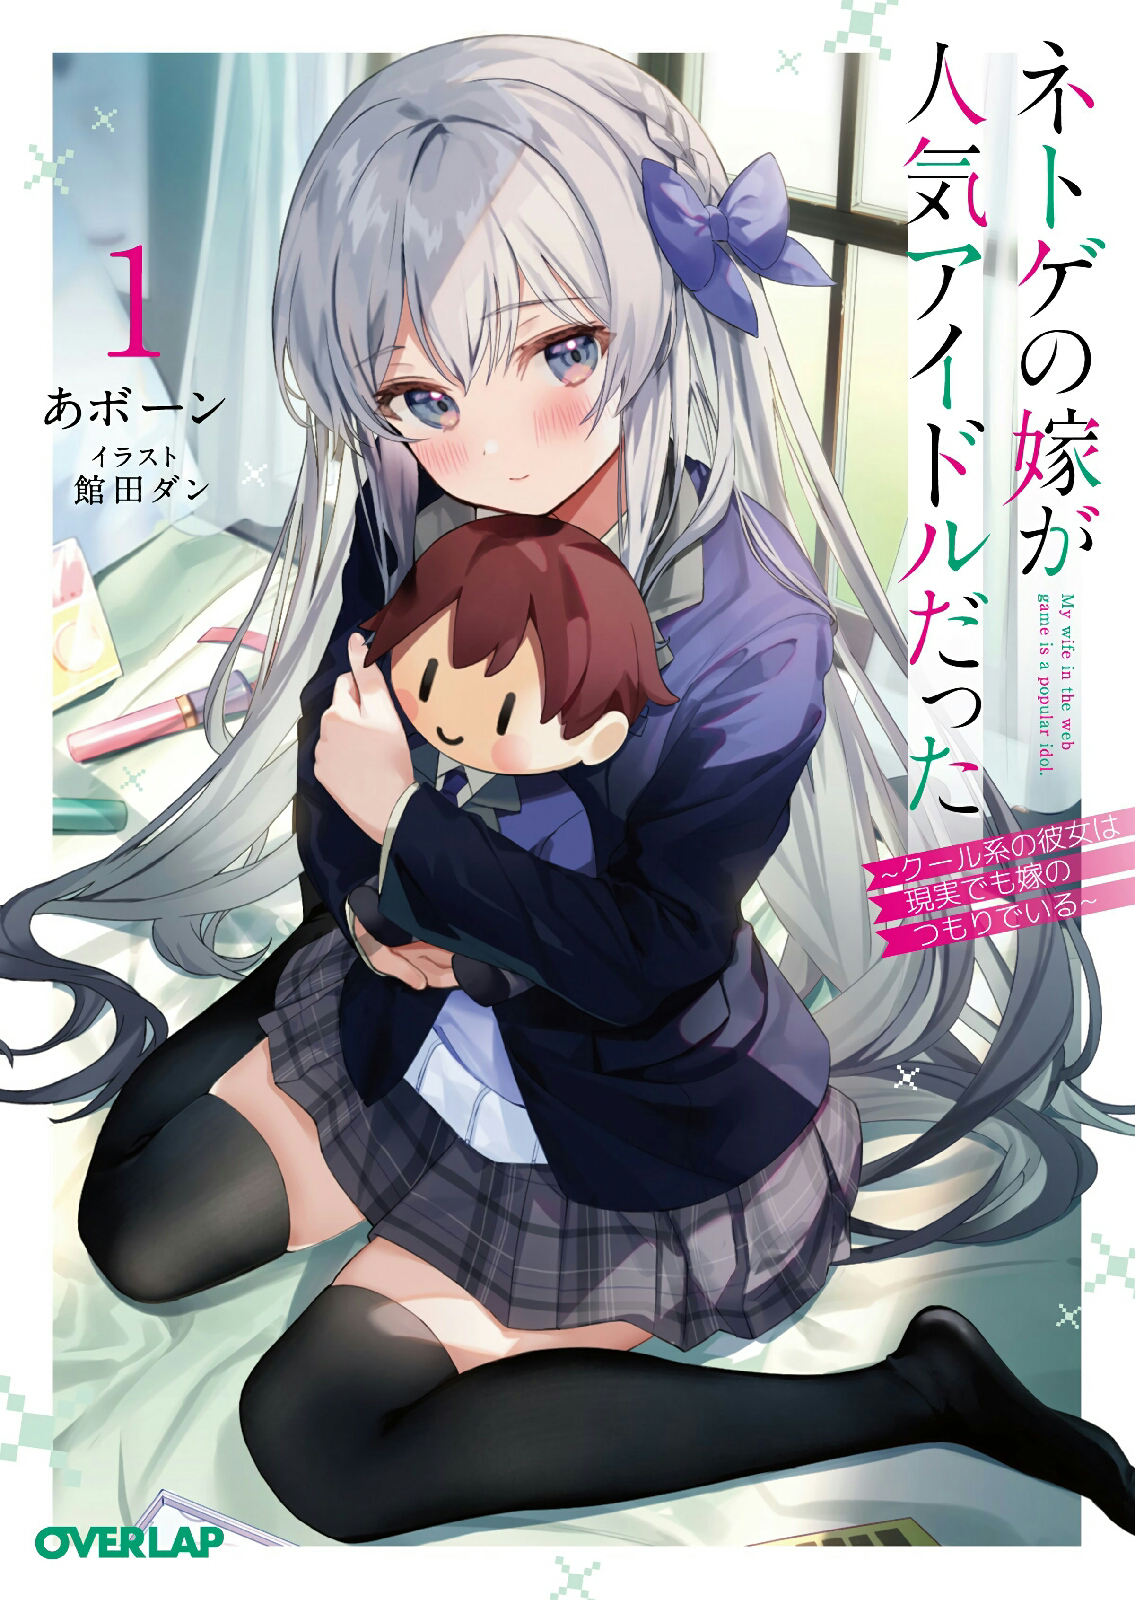 ネトゲの嫁が
人気アイドルだった
My wife in the web
game is a popular idol.
~クール系の彼女は
現実でも嫁の
つもりでいる~
1
あボーン
イラスト
館田ダン
OVERLAP